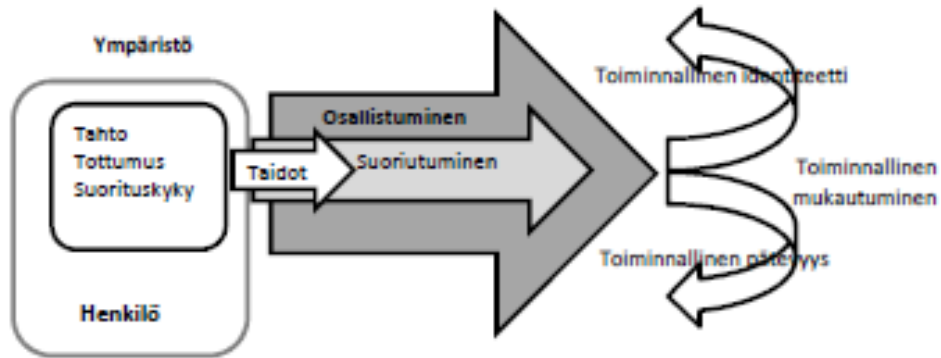 Ympäristö
Tahto
Tottumus
Suorituskyky
Henkilö
Taidot
Osallistuminen
Suoriutuminen
Toiminnallinen identiteetti
Toiminnallinen
mukautuminen
Toiminnallinen pätevyys